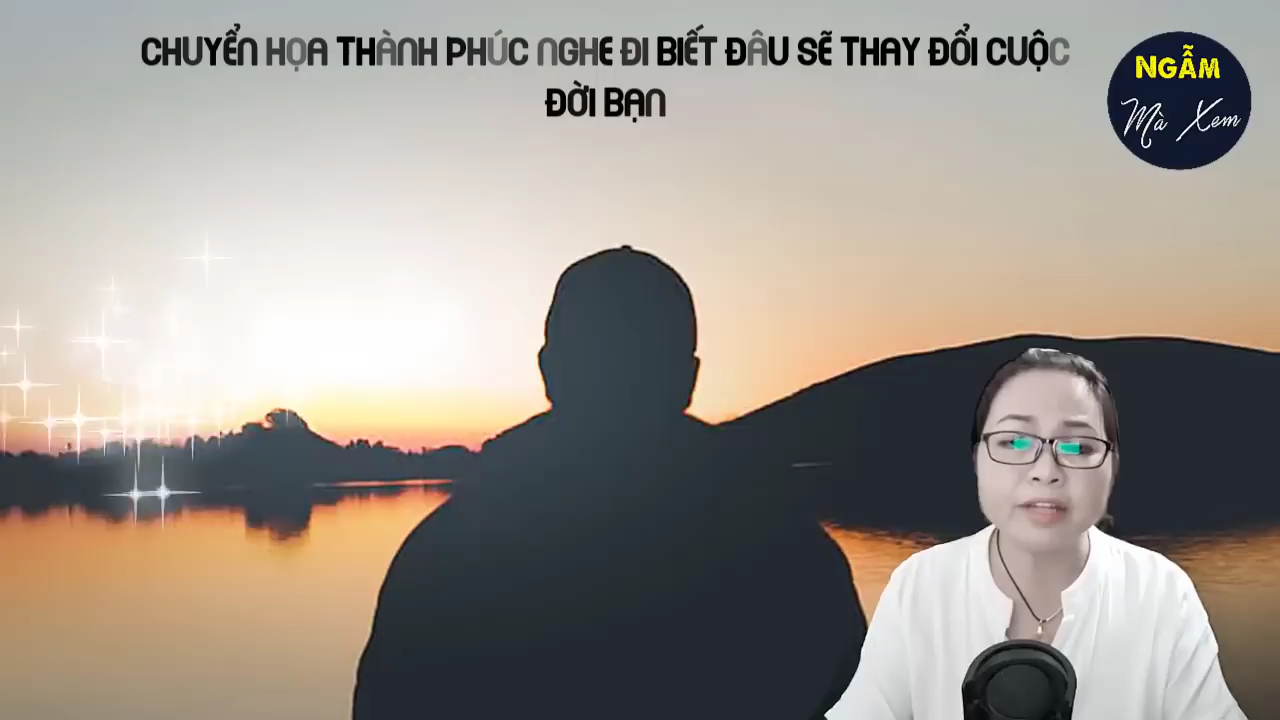 CHUYỂN HỌA THÀNH PHÚC NGHE ĐI BIẾT ĐÂU SẼ THAY ĐỔI CUỘC
ĐỜI BẠN
NGẪM
Mà Xem